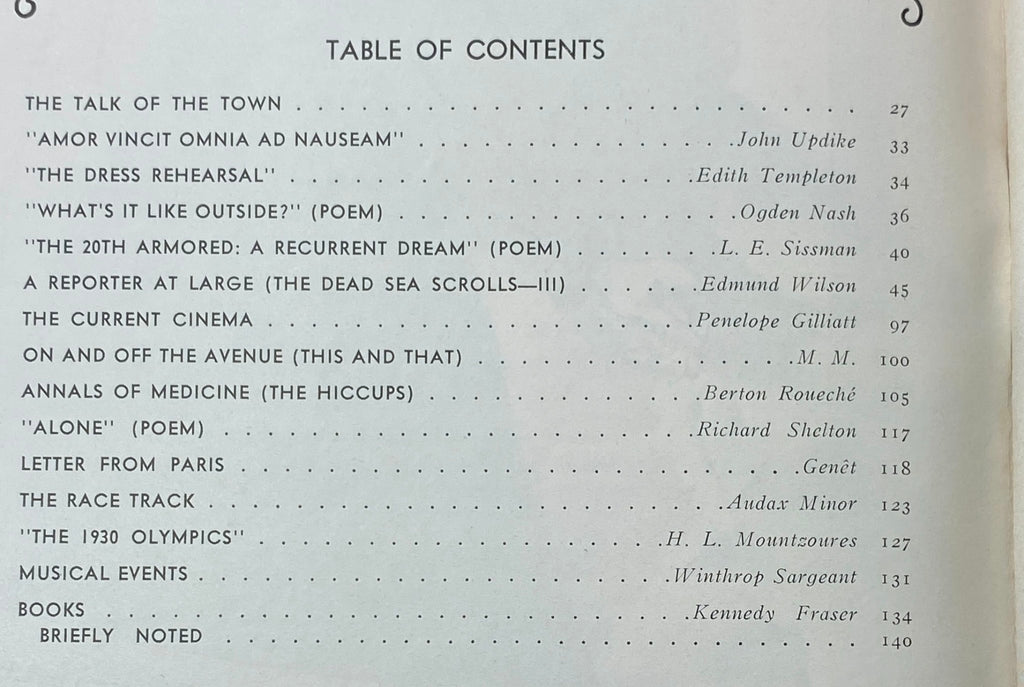 TABLE OF CONTENTS
THE TALK OF THE TOWN . . . . . . . . . . . . . . . . . . . . . . . . . . 27
"AMOR VINCIT OMNIA AD NAUSEAM" . . . . . . . . . . . . . . . John Updike 33
"THE DRESS REHEARSAL" . . . . . . . . . . . . . . . . . . . Edith Templeton 34
"WHAT'S IT LIKE OUTSIDE?" (POEM) . . . . . . . . . . . . . . . . Ogden Nash 36
"THE 20TH ARMORED: A RECURRENT DREAM" (POEM) . . . . . . . L. E. Sissman 40
A REPORTER AT LARGE (THE DEAD SEA SCROLLS—III) . . . . . . Edmund Wilson 45
THE CURRENT CINEMA . . . . . . . . . . . . . . . . . . . . Penelope Gilliatt 97
ON AND OFF THE AVENUE (THIS AND THAT) . . . . . . . . . . . . . . . M. M. 100
ANNALS OF MEDICINE (THE HICCUPS) . . . . . . . . . . . . . Berton Roueché 105
"ALONE" (POEM) . . . . . . . . . . . . . . . . . . . . . . Richard Shelton 117
LETTER FROM PARIS . . . . . . . . . . . . . . . . . . . . . . . . . . Genêt 118
THE RACE TRACK . . . . . . . . . . . . . . . . . . . . . . . . Audax Minor 123
"THE 1930 OLYMPICS" . . . . . . . . . . . . . . . . . . . H. L. Mountzoures 127
MUSICAL EVENTS . . . . . . . . . . . . . . . . . . . . . . Winthrop Sargeant 131
BOOKS . . . . . . . . . . . . . . . . . . . . . . . . . . . Kennedy Fraser 134
BRIEFLY NOTED . . . . . . . . . . . . . . . . . . . . . . . . . . . . . 140